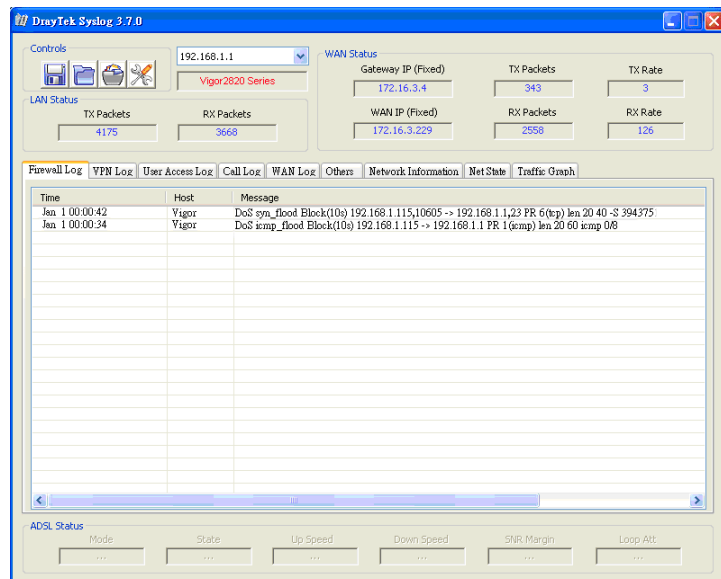 DrayTek Syslog 3.7.0
Controls
192.168.1.1
Vigor2820 Series
WAN Status
Gateway IP (Fixed) TX Packets TX Rate
172.16.3.4 343 3
WAN IP (Fixed) RX Packets RX Rate
172.16.3.229 2558 126
LAN Status
TX Packets RX Packets
4175 3668
Firewall Log VPN Log User Access Log Call Log WAN Log Others Network Information Net State Traffic Graph
Time Host Message
Jan 1 00:00:42 Vigor DoS syn_flood Block(10s) 192.168.1.115,10605 -> 192.168.1.1,23 PR 6(tcp) len 20 40 -S 394375
Jan 1 00:00:34 Vigor DoS icmp_flood Block(10s) 192.168.1.115 -> 192.168.1.1 PR 1(icmp) len 20 60 icmp 0/8
ADSL Status
Mode State Up Speed Down Speed SNR Margin Loop Att
... ... ... ... ... ...